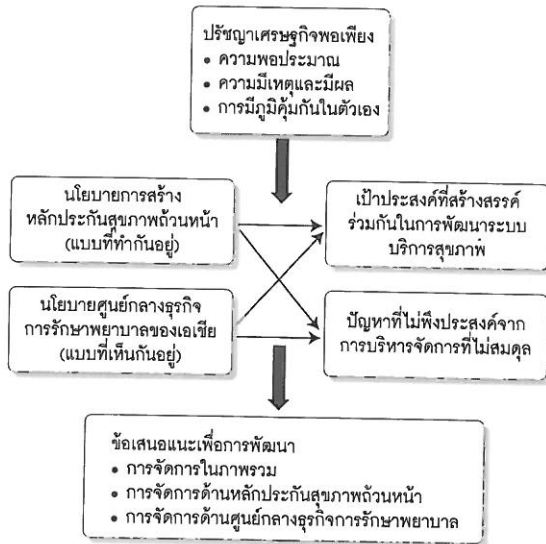 ปรัชญาเศรษฐกิจพอเพียง
• ความพอประมาณ
• ความมีเหตุและมีผล
• การมีภูมิคุ้มกันในตัวเอง
นโยบายการสร้าง
หลักประกันสุขภาพถ้วนหน้า
(แบบที่ทำกันอยู่)
เป้าประสงค์ที่สร้างสรรค์
ร่วมกันในการพัฒนาระบบ
บริการสุขภาพ
นโยบายศูนย์กลางธุรกิจ
การรักษาพยาบาลของเอเชีย
(แบบที่เห็นกันอยู่)
ปัญหาที่ไม่พึงประสงค์จาก
การบริหารจัดการที่ไม่สมดุล
ข้อเสนอแนะเพื่อการพัฒนา
• การจัดการในภาพรวม
• การจัดการด้านหลักประกันสุขภาพถ้วนหน้า
• การจัดการด้านศูนย์กลางธุรกิจการรักษาพยาบาล